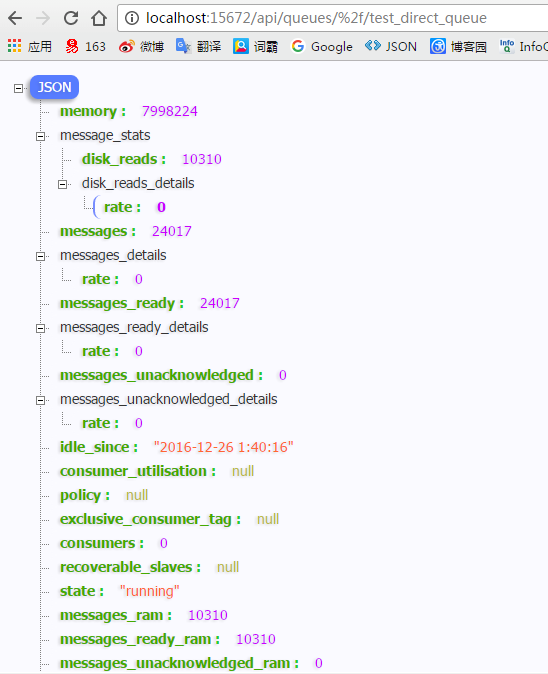 localhost:15672/api/queues/%2f/test_direct_queue
应用 163 微博 翻译 词霸 Google JSON 博客园 InfoQ
JSON
memory : 7998224
message_stats
disk_reads : 10310
disk_reads_details
rate : 0
messages : 24017
messages_details
rate : 0
messages_ready : 24017
messages_ready_details
rate : 0
messages_unacknowledged : 0
messages_unacknowledged_details
rate : 0
idle_since : "2016-12-26 1:40:16"
consumer_utilisation : null
policy : null
exclusive_consumer_tag : null
consumers : 0
recoverable_slaves : null
state : "running"
messages_ram : 10310
messages_ready_ram : 10310
messages_unacknowledged_ram : 0